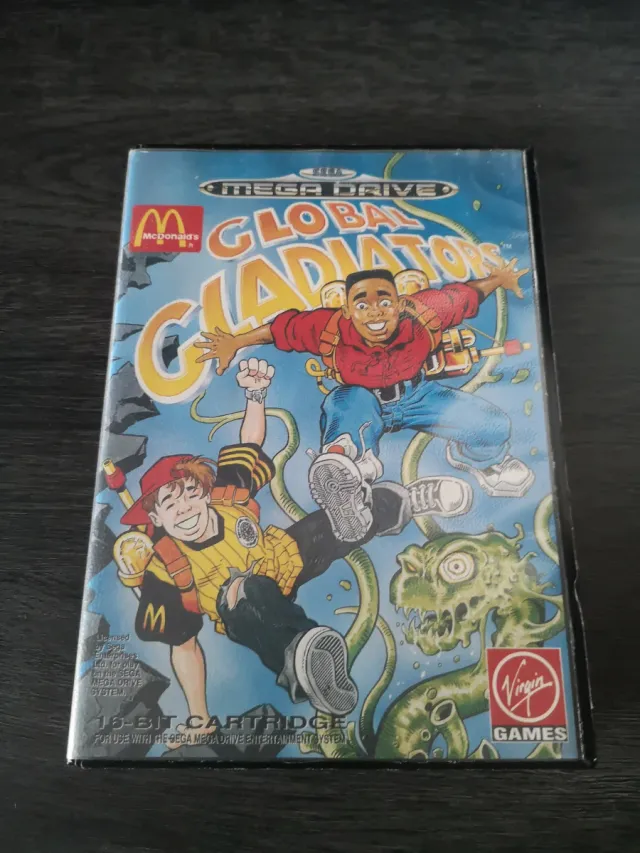 SEGA
MEGA DRIVE
McDonald's
GLOBAL
GLADIATORS™
M
Licensed
by Sega
Enterprises
Ltd. for play
on the SEGA
MEGA DRIVE
SYSTEM.
16-BIT CARTRIDGE
FOR USE WITH THE SEGA MEGA DRIVE ENTERTAINMENT SYSTEM
Virgin
GAMES